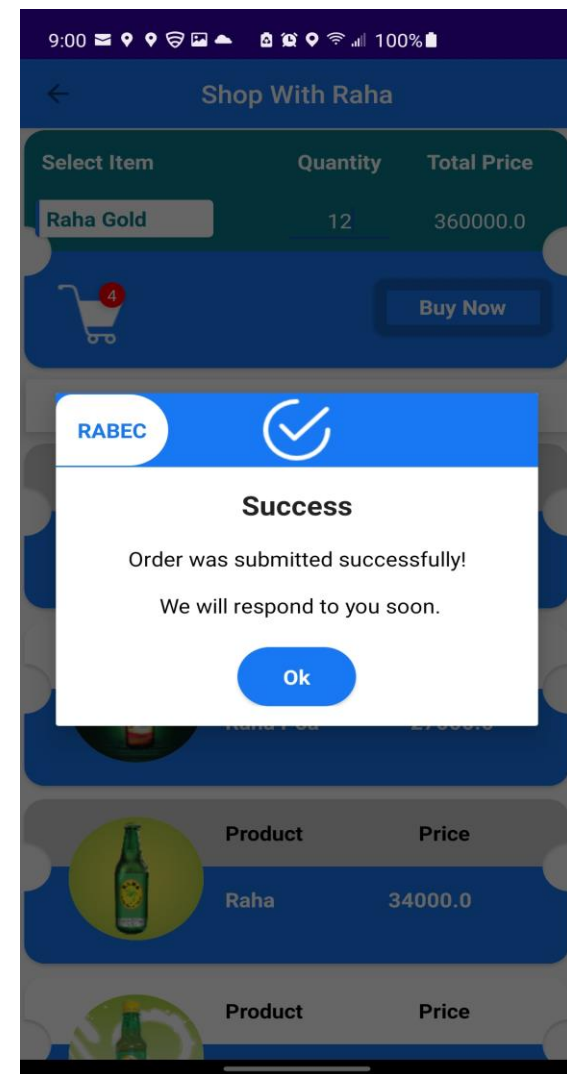 9:00 100%
Shop With Raha
Select Item Quantity Total Price
Raha Gold 12 360000.0
4
Buy Now
RABEC
Success
Order was submitted successfully!
We will respond to you soon.
Ok
Product Price
Raha 34000.0
Product Price